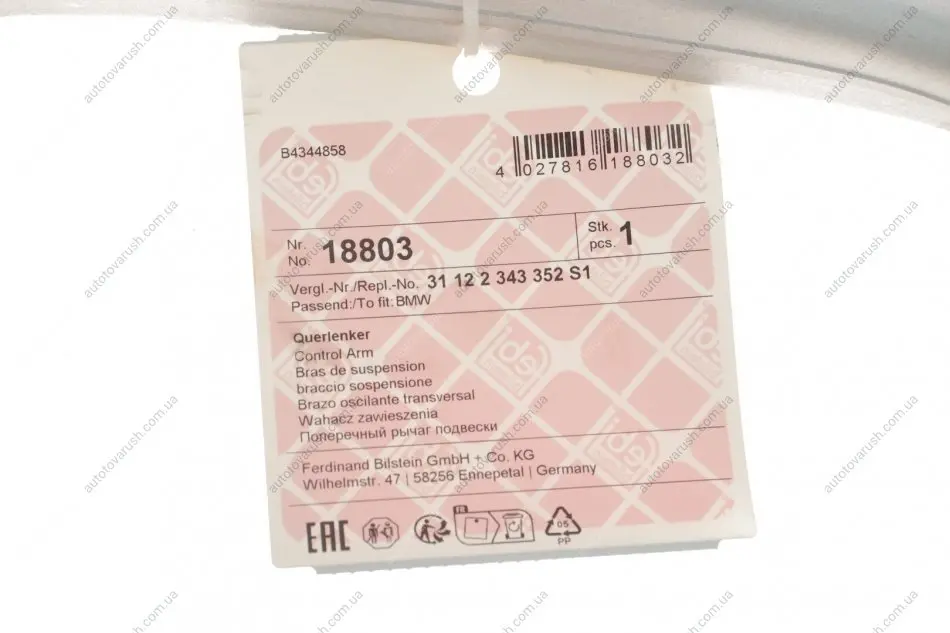 B4344858
4 027816 188032
Nr.
No. 18803
Stk.
pcs. 1
Vergl.-Nr./Repl.-No. 31 12 2 343 352 S1
Passend:/To fit: BMW
Querlenker
Control Arm
Bras de suspension
braccio sospensione
Brazo oscilante transversal
Wahacz zawieszenia
Поперечный рычаг подвески
Ferdinand Bilstein GmbH + Co. KG
Wilhelmstr. 47 | 58256 Ennepetal | Germany
EAC
FR
05
PP
febi
autotovarush.com.ua